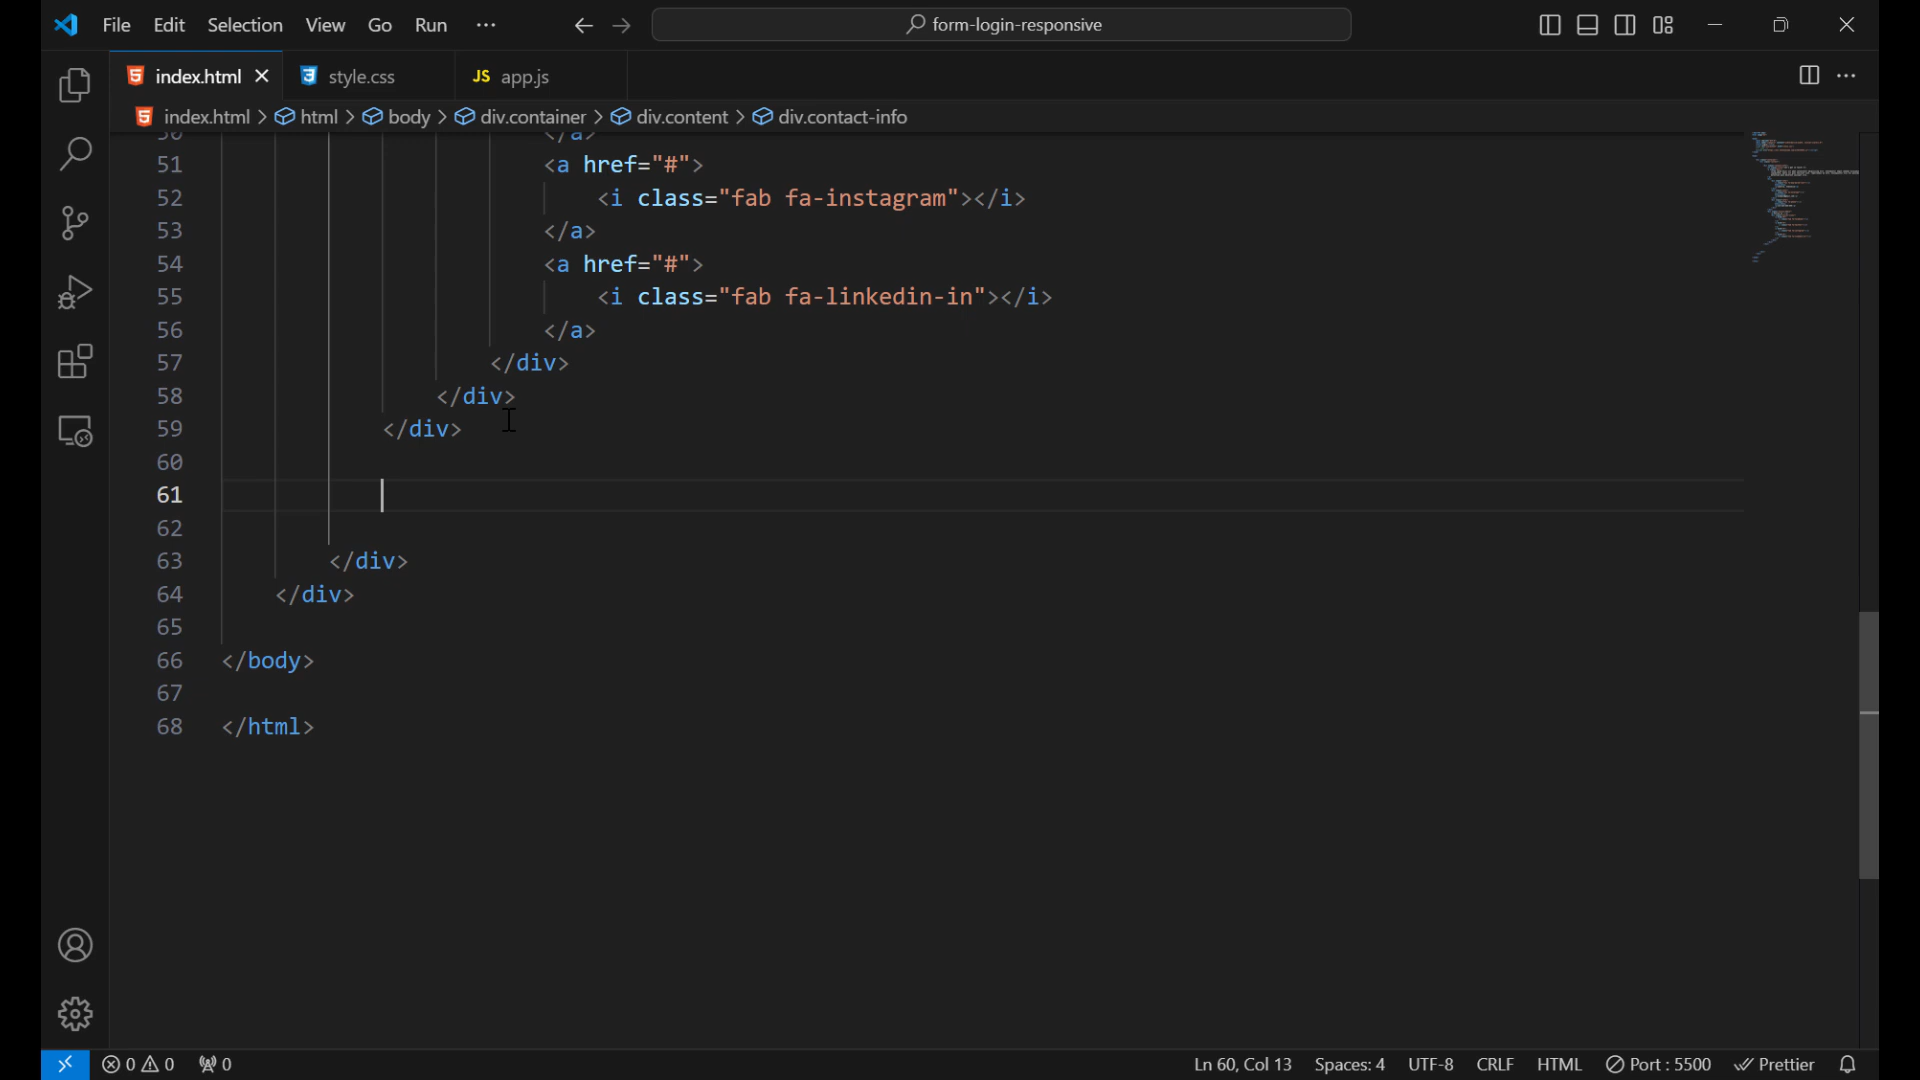 File Edit Selection View Go Run ··· form-login-responsive
index.html style.css JS app.js
index.html > html > body > div.container > div.content > div.contact-info
50 </a>
51 <a href="#">
52 <i class="fab fa-instagram"></i>
53 </a>
54 <a href="#">
55 <i class="fab fa-linkedin-in"></i>
56 </a>
57 </div>
58 </div>
59 </div>
60
61
62
63 </div>
64 </div>
65
66 </body>
67
68 </html>
0 0 0 Ln 60, Col 13 Spaces: 4 UTF-8 CRLF HTML Port : 5500 Prettier